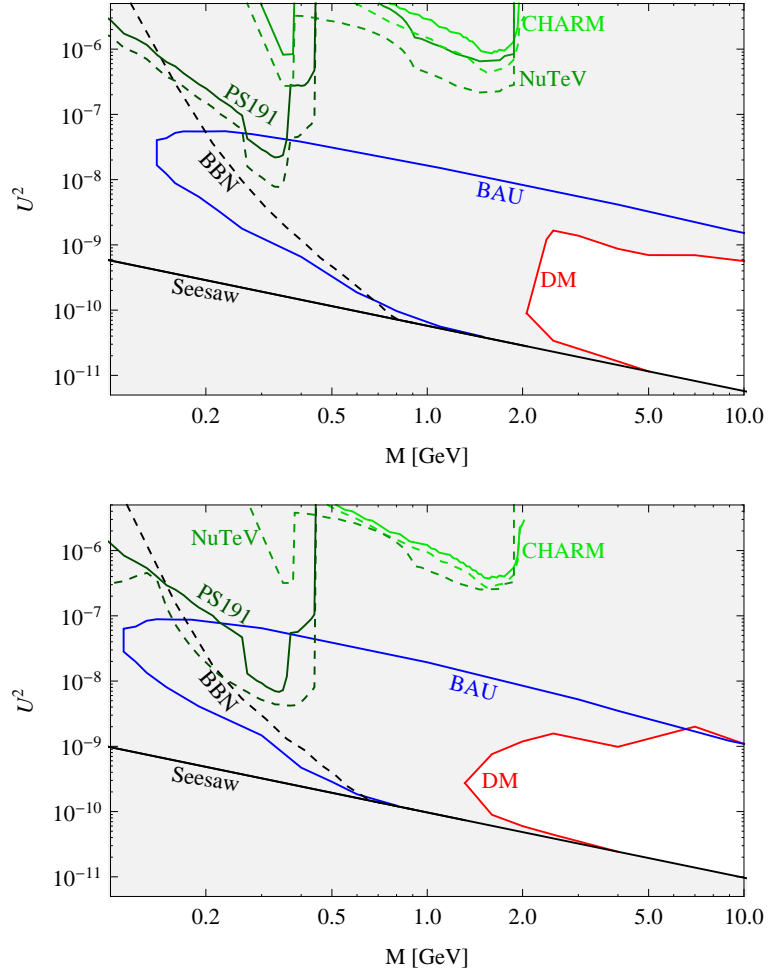 10⁻⁶
10⁻⁷
10⁻⁸
10⁻⁹
10⁻¹⁰
10⁻¹¹
U²
CHARM
NuTeV
PS191
BBN
BAU
DM
Seesaw
0.2 0.5 1.0 2.0 5.0 10.0
M [GeV]
10⁻⁶
10⁻⁷
10⁻⁸
10⁻⁹
10⁻¹⁰
10⁻¹¹
U²
NuTeV
CHARM
PS191
BBN
BAU
Seesaw
DM
0.2 0.5 1.0 2.0 5.0 10.0
M [GeV]